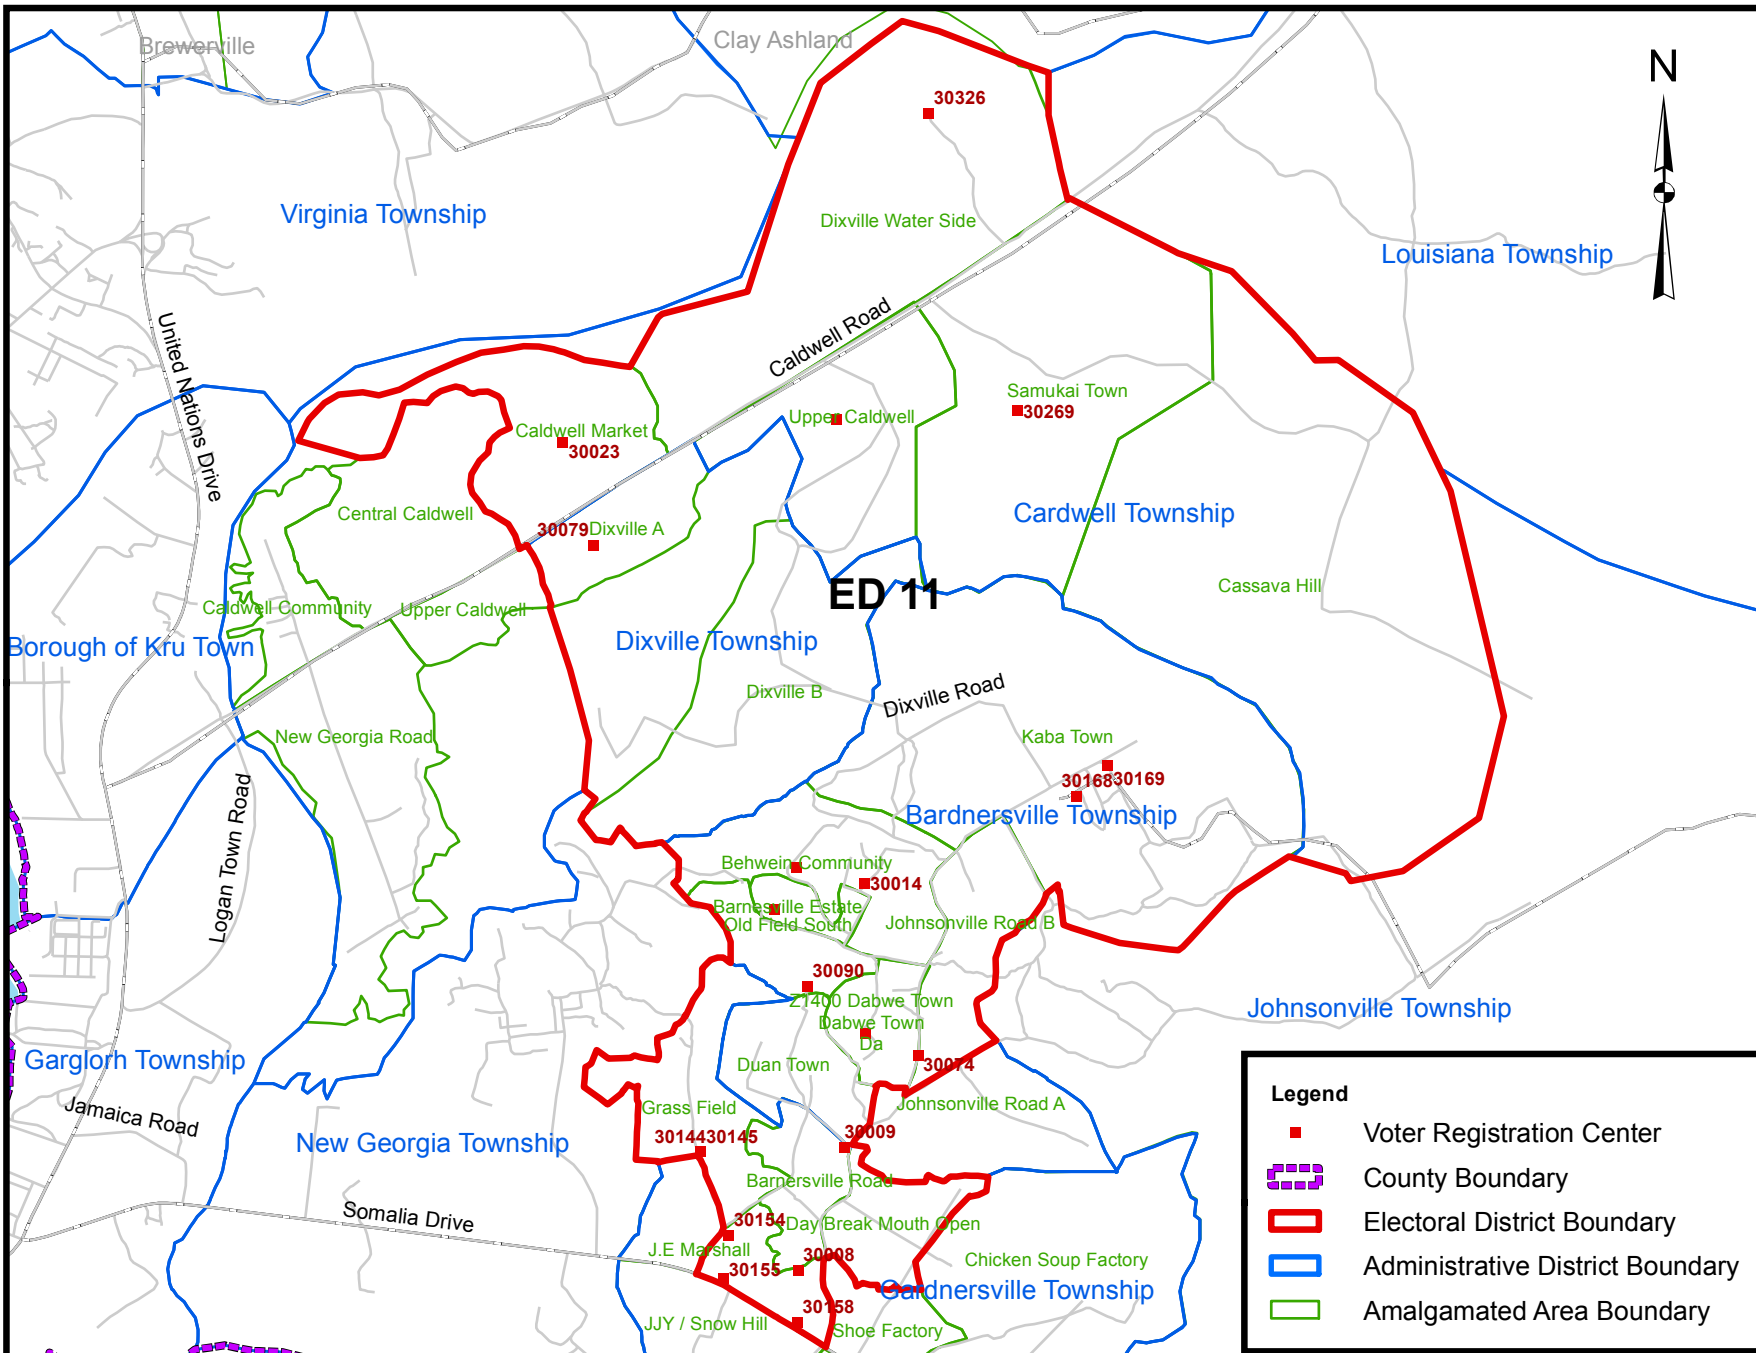 Brewerville
Clay Ashland
N
30326
Virginia Township
Dixville Water Side
Louisiana Township
United Nations Drive
Caldwell Road
Samukai Town
30269
Upper Caldwell
Caldwell Market
30023
Central Caldwell
30079
Dixville A
Cardwell Township
ED 11
Cassava Hill
Caldwell Community
Upper Caldwell
Borough of Kru Town
Dixville Township
Dixville B
Dixville Road
New Georgia Road
Kaba Town
30168
30169
Logan Town Road
Bardnersville Township
Behwein Community
30014
Barnesville Estate
Old Field South
Johnsonville Road B
30090
Z1400 Dabwe Town
Dabwe Town
Da
Johnsonville Township
Garglorh Township
Duan Town
30074
Jamaica Road
Grass Field
Johnsonville Road A
New Georgia Township
30144
30145
30009
Barnersville Road
Somalia Drive
30154
Day Break Mouth Open
J.E Marshall
30008
30155
Chicken Soup Factory
Gardnersville Township
30158
JJY / Snow Hill
Shoe Factory
Legend
Voter Registration Center
County Boundary
Electoral District Boundary
Administrative District Boundary
Amalgamated Area Boundary